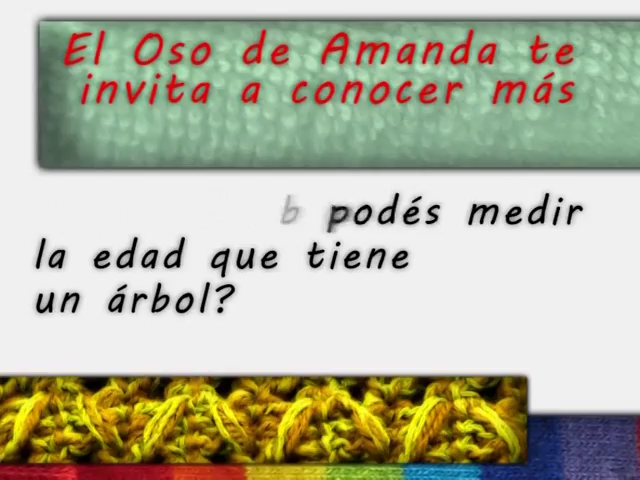 El Oso de Amanda te
invita a conocer más
podés medir
la edad que tiene
un árbol?